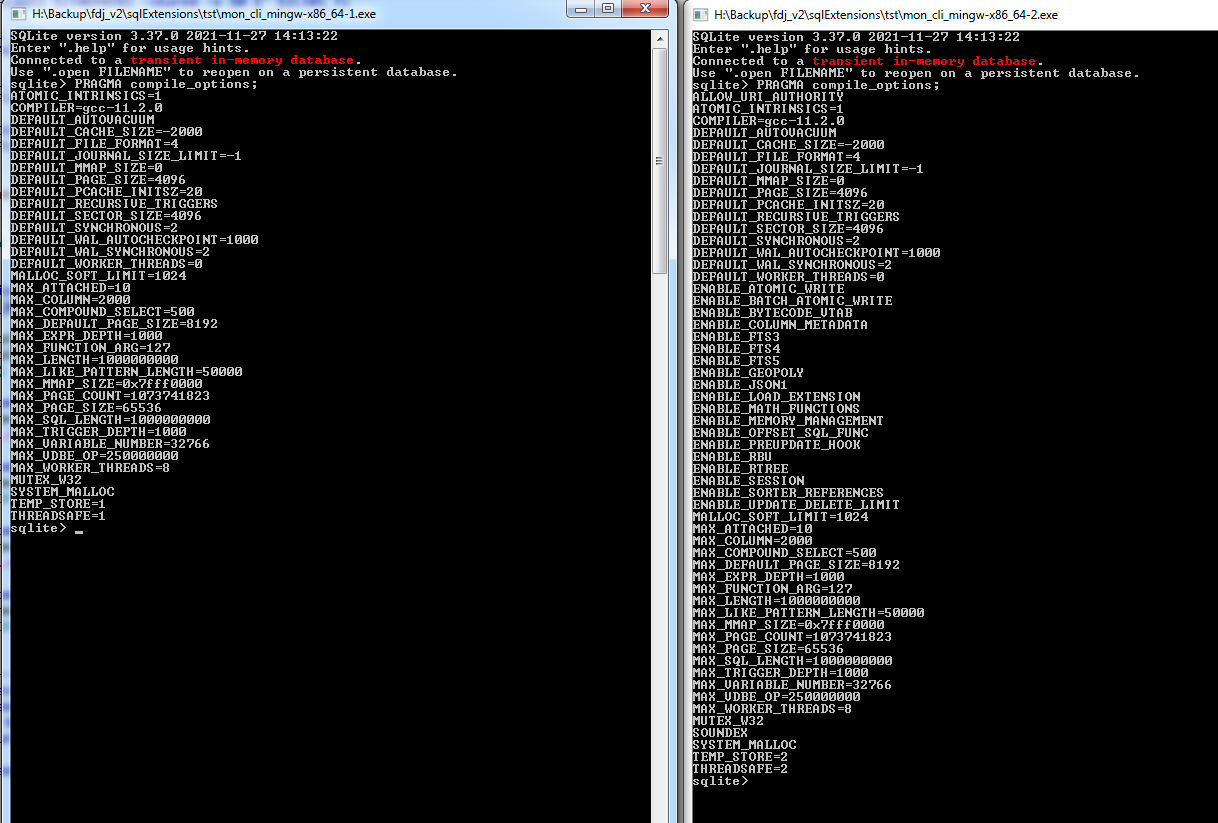 H:\Backup\fdj_v2\sqlExtensions\tst\mon_cli_mingw-x86_64-1.exe
SQLite version 3.37.0 2021-11-27 14:13:22
Enter ".help" for usage hints.
Connected to a transient in-memory database.
Use ".open FILENAME" to reopen on a persistent database.
sqlite> PRAGMA compile_options;
ATOMIC_INTRINSICS=1
COMPILER=gcc-11.2.0
DEFAULT_AUTOVACUUM
DEFAULT_CACHE_SIZE=-2000
DEFAULT_FILE_FORMAT=4
DEFAULT_JOURNAL_SIZE_LIMIT=-1
DEFAULT_MMAP_SIZE=0
DEFAULT_PAGE_SIZE=4096
DEFAULT_PCACHE_INITSZ=20
DEFAULT_RECURSIVE_TRIGGERS
DEFAULT_SECTOR_SIZE=4096
DEFAULT_SYNCHRONOUS=2
DEFAULT_WAL_AUTOCHECKPOINT=1000
DEFAULT_WAL_SYNCHRONOUS=2
DEFAULT_WORKER_THREADS=0
MALLOC_SOFT_LIMIT=1024
MAX_ATTACHED=10
MAX_COLUMN=2000
MAX_COMPOUND_SELECT=500
MAX_DEFAULT_PAGE_SIZE=8192
MAX_EXPR_DEPTH=1000
MAX_FUNCTION_ARG=127
MAX_LENGTH=1000000000
MAX_LIKE_PATTERN_LENGTH=50000
MAX_MMAP_SIZE=0x7fff0000
MAX_PAGE_COUNT=1073741823
MAX_PAGE_SIZE=65536
MAX_SQL_LENGTH=1000000000
MAX_TRIGGER_DEPTH=1000
MAX_VARIABLE_NUMBER=32766
MAX_VDBE_OP=250000000
MAX_WORKER_THREADS=8
MUTEX_W32
SYSTEM_MALLOC
TEMP_STORE=1
THREADSAFE=1
sqlite> _
H:\Backup\fdj_v2\sqlExtensions\tst\mon_cli_mingw-x86_64-2.exe
SQLite version 3.37.0 2021-11-27 14:13:22
Enter ".help" for usage hints.
Connected to a transient in-memory database.
Use ".open FILENAME" to reopen on a persistent database.
sqlite> PRAGMA compile_options;
ALLOW_URI_AUTHORITY
ATOMIC_INTRINSICS=1
COMPILER=gcc-11.2.0
DEFAULT_AUTOVACUUM
DEFAULT_CACHE_SIZE=-2000
DEFAULT_FILE_FORMAT=4
DEFAULT_JOURNAL_SIZE_LIMIT=-1
DEFAULT_MMAP_SIZE=0
DEFAULT_PAGE_SIZE=4096
DEFAULT_PCACHE_INITSZ=20
DEFAULT_RECURSIVE_TRIGGERS
DEFAULT_SECTOR_SIZE=4096
DEFAULT_SYNCHRONOUS=2
DEFAULT_WAL_AUTOCHECKPOINT=1000
DEFAULT_WAL_SYNCHRONOUS=2
DEFAULT_WORKER_THREADS=0
ENABLE_ATOMIC_WRITE
ENABLE_BATCH_ATOMIC_WRITE
ENABLE_BYTECODE_VTAB
ENABLE_COLUMN_METADATA
ENABLE_FTS3
ENABLE_FTS4
ENABLE_FTS5
ENABLE_GEOPOLY
ENABLE_JSON1
ENABLE_LOAD_EXTENSION
ENABLE_MATH_FUNCTIONS
ENABLE_MEMORY_MANAGEMENT
ENABLE_OFFSET_SQL_FUNC
ENABLE_PREUPDATE_HOOK
ENABLE_RBU
ENABLE_RTREE
ENABLE_SESSION
ENABLE_SORTER_REFERENCES
ENABLE_UPDATE_DELETE_LIMIT
MALLOC_SOFT_LIMIT=1024
MAX_ATTACHED=10
MAX_COLUMN=2000
MAX_COMPOUND_SELECT=500
MAX_DEFAULT_PAGE_SIZE=8192
MAX_EXPR_DEPTH=1000
MAX_FUNCTION_ARG=127
MAX_LENGTH=1000000000
MAX_LIKE_PATTERN_LENGTH=50000
MAX_MMAP_SIZE=0x7fff0000
MAX_PAGE_COUNT=1073741823
MAX_PAGE_SIZE=65536
MAX_SQL_LENGTH=1000000000
MAX_TRIGGER_DEPTH=1000
MAX_VARIABLE_NUMBER=32766
MAX_VDBE_OP=250000000
MAX_WORKER_THREADS=8
MUTEX_W32
SOUNDEX
SYSTEM_MALLOC
TEMP_STORE=2
THREADSAFE=2
sqlite>